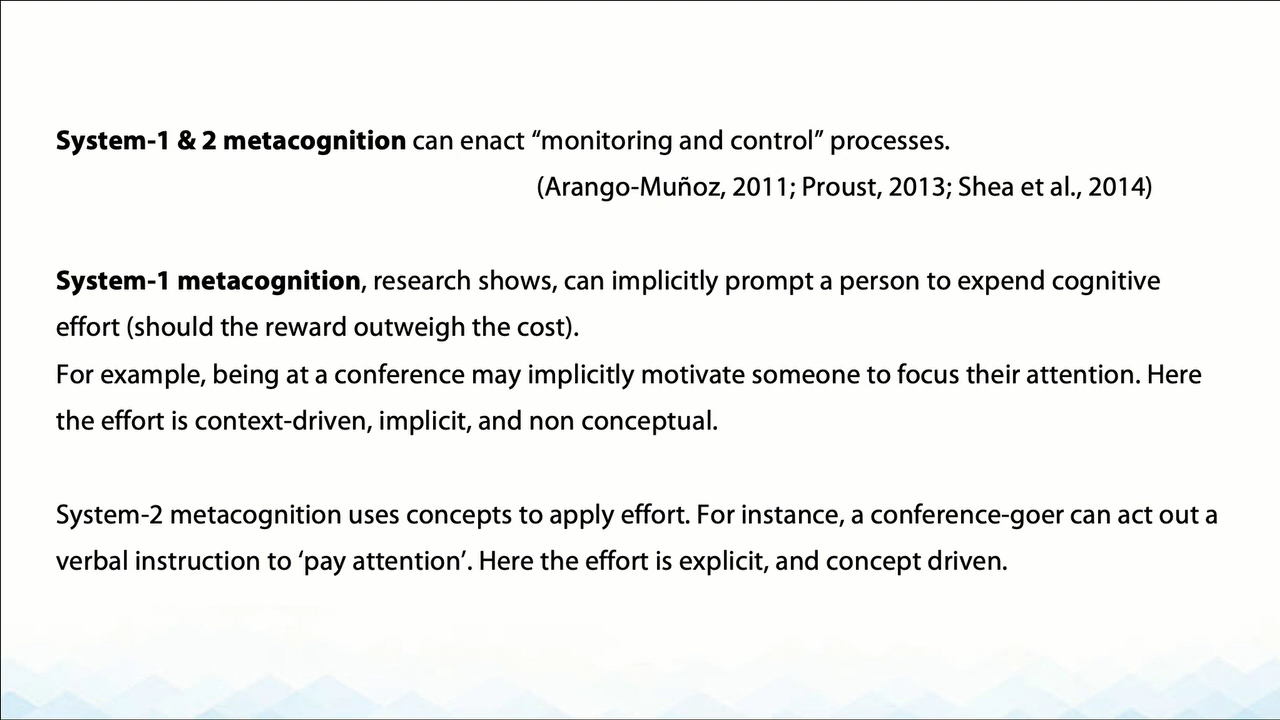 System-1 & 2 metacognition can enact “monitoring and control” processes.
(Arango-Muñoz, 2011; Proust, 2013; Shea et al., 2014)
System-1 metacognition, research shows, can implicitly prompt a person to expend cognitive
effort (should the reward outweigh the cost).
For example, being at a conference may implicitly motivate someone to focus their attention. Here
the effort is context-driven, implicit, and non conceptual.
System-2 metacognition uses concepts to apply effort. For instance, a conference-goer can act out a
verbal instruction to ‘pay attention’. Here the effort is explicit, and concept driven.